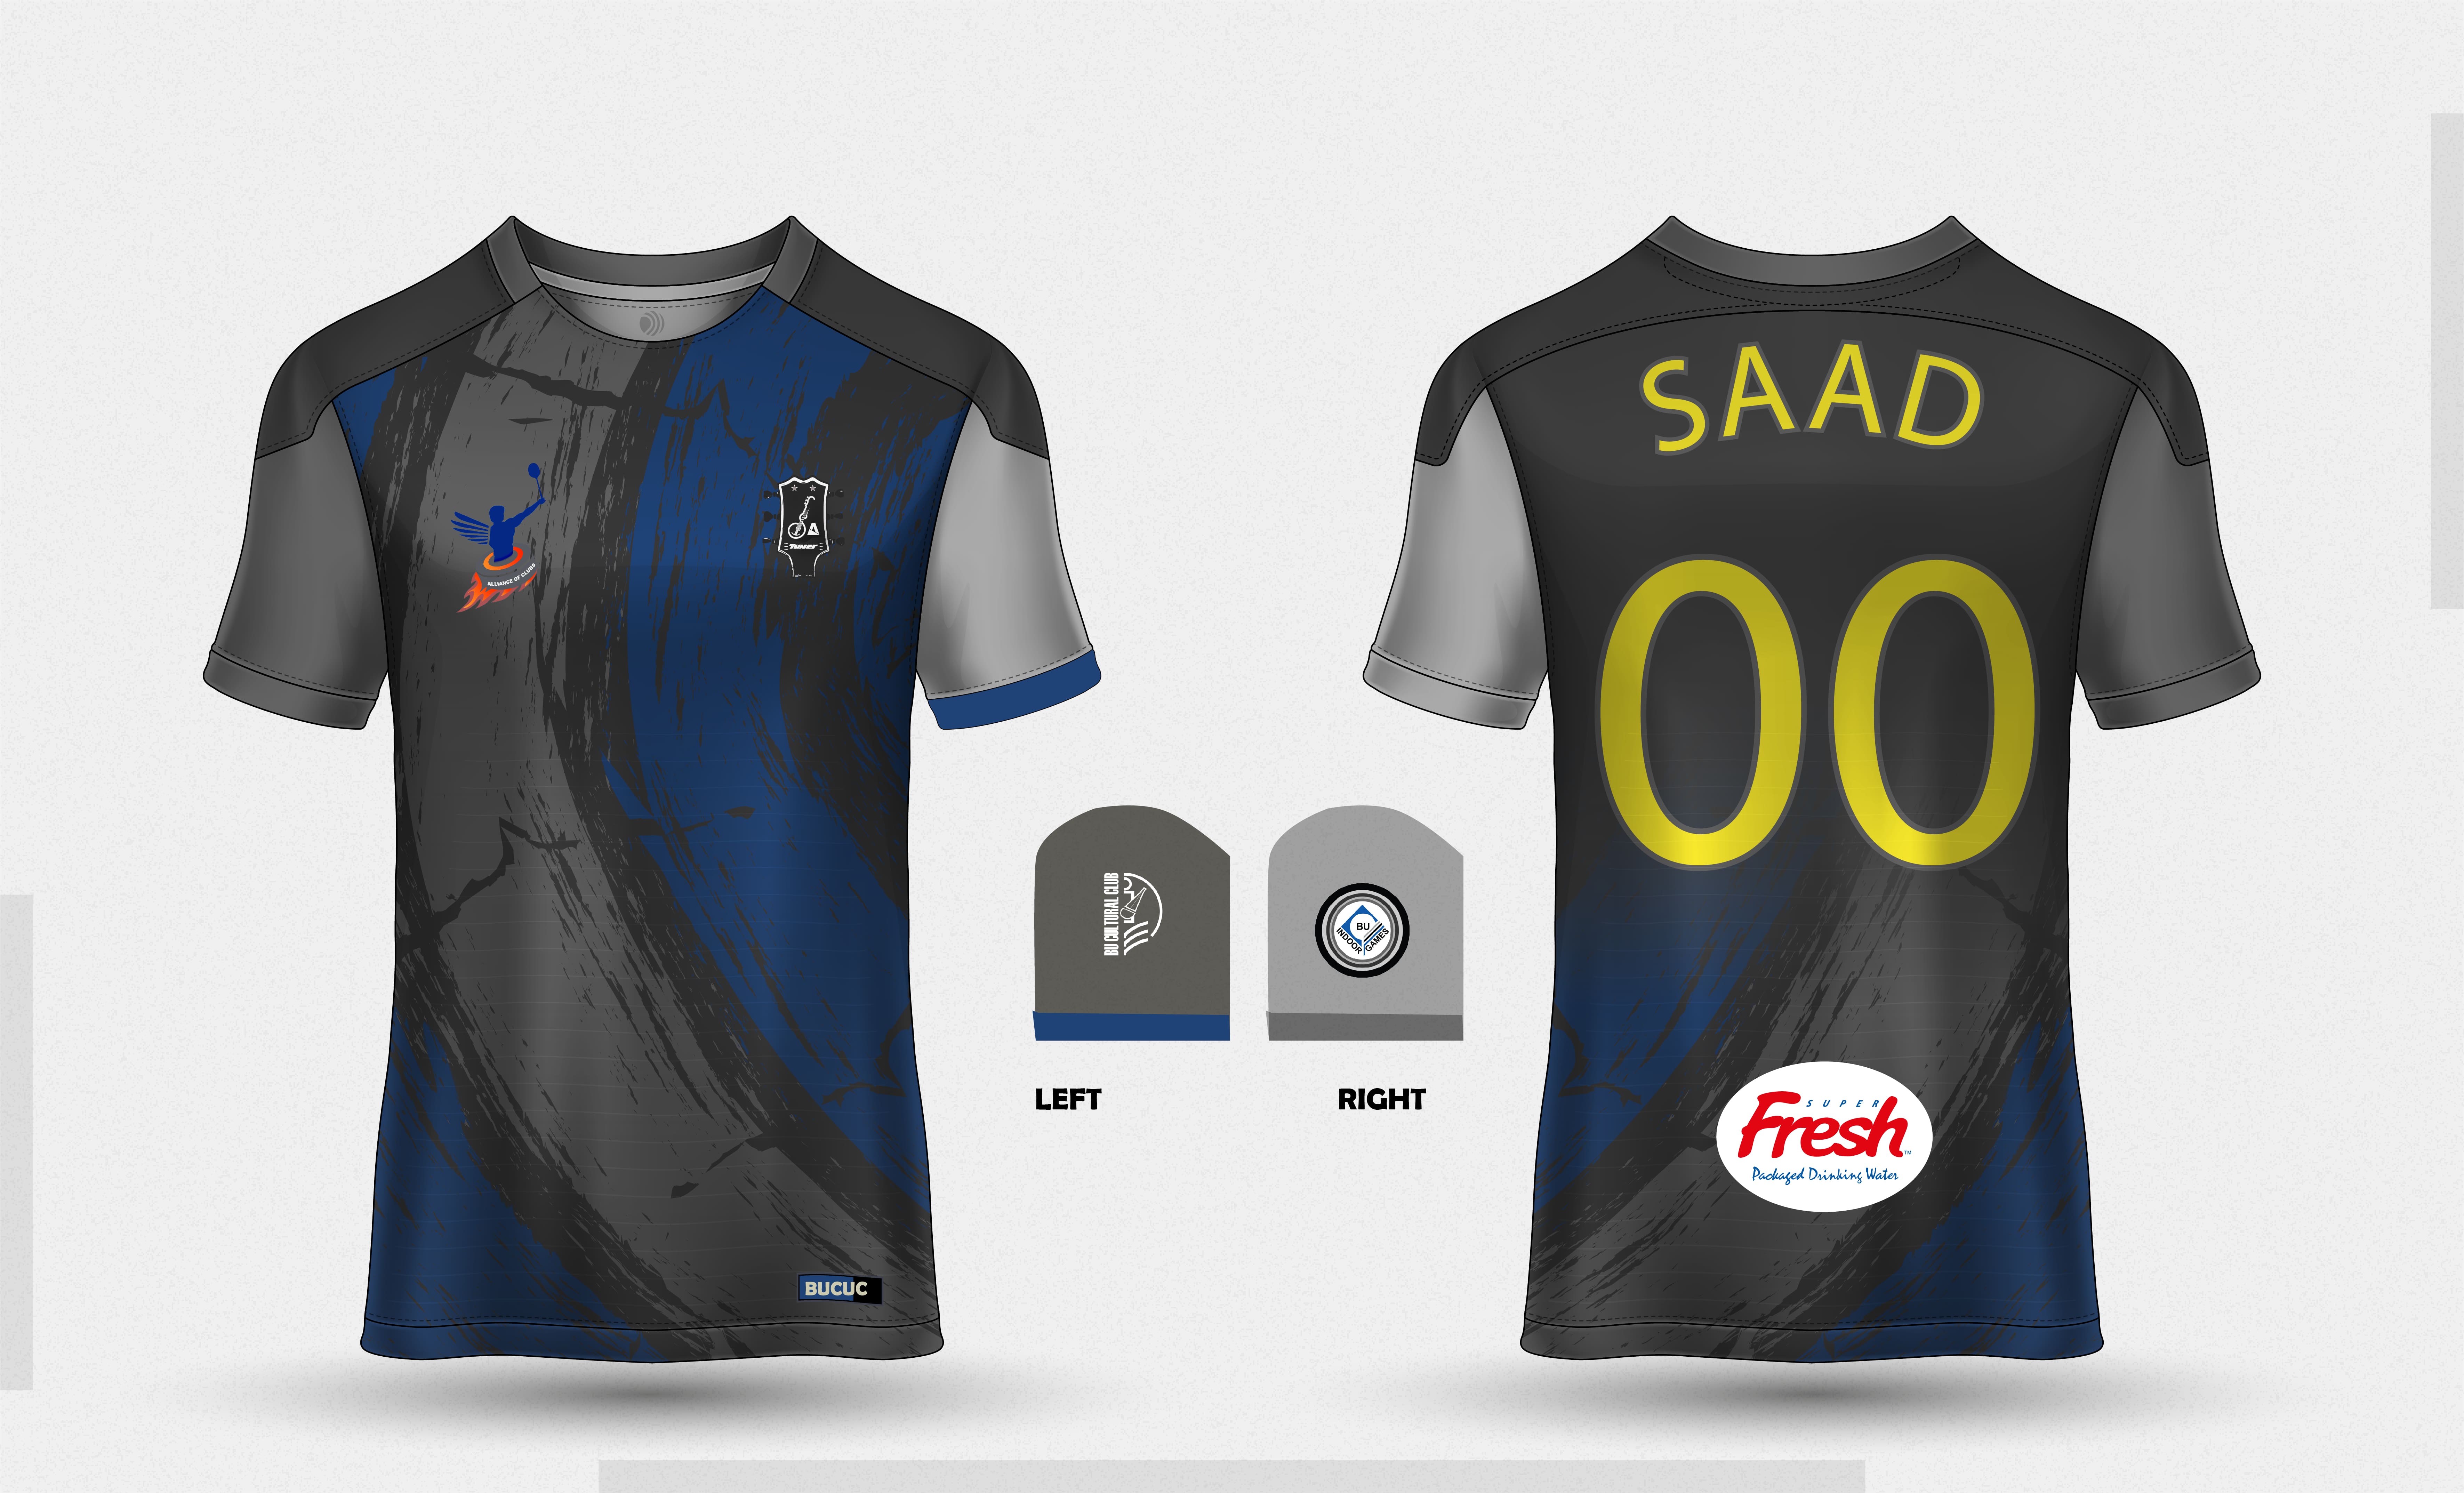 ALLIANCE OF CLUBS
TUNER
BUCUC
BU CULTURAL CLUB
BU
INDOOR GAMES
LEFT
RIGHT
SAAD
00
SUPER
Fresh™
Packaged Drinking Water